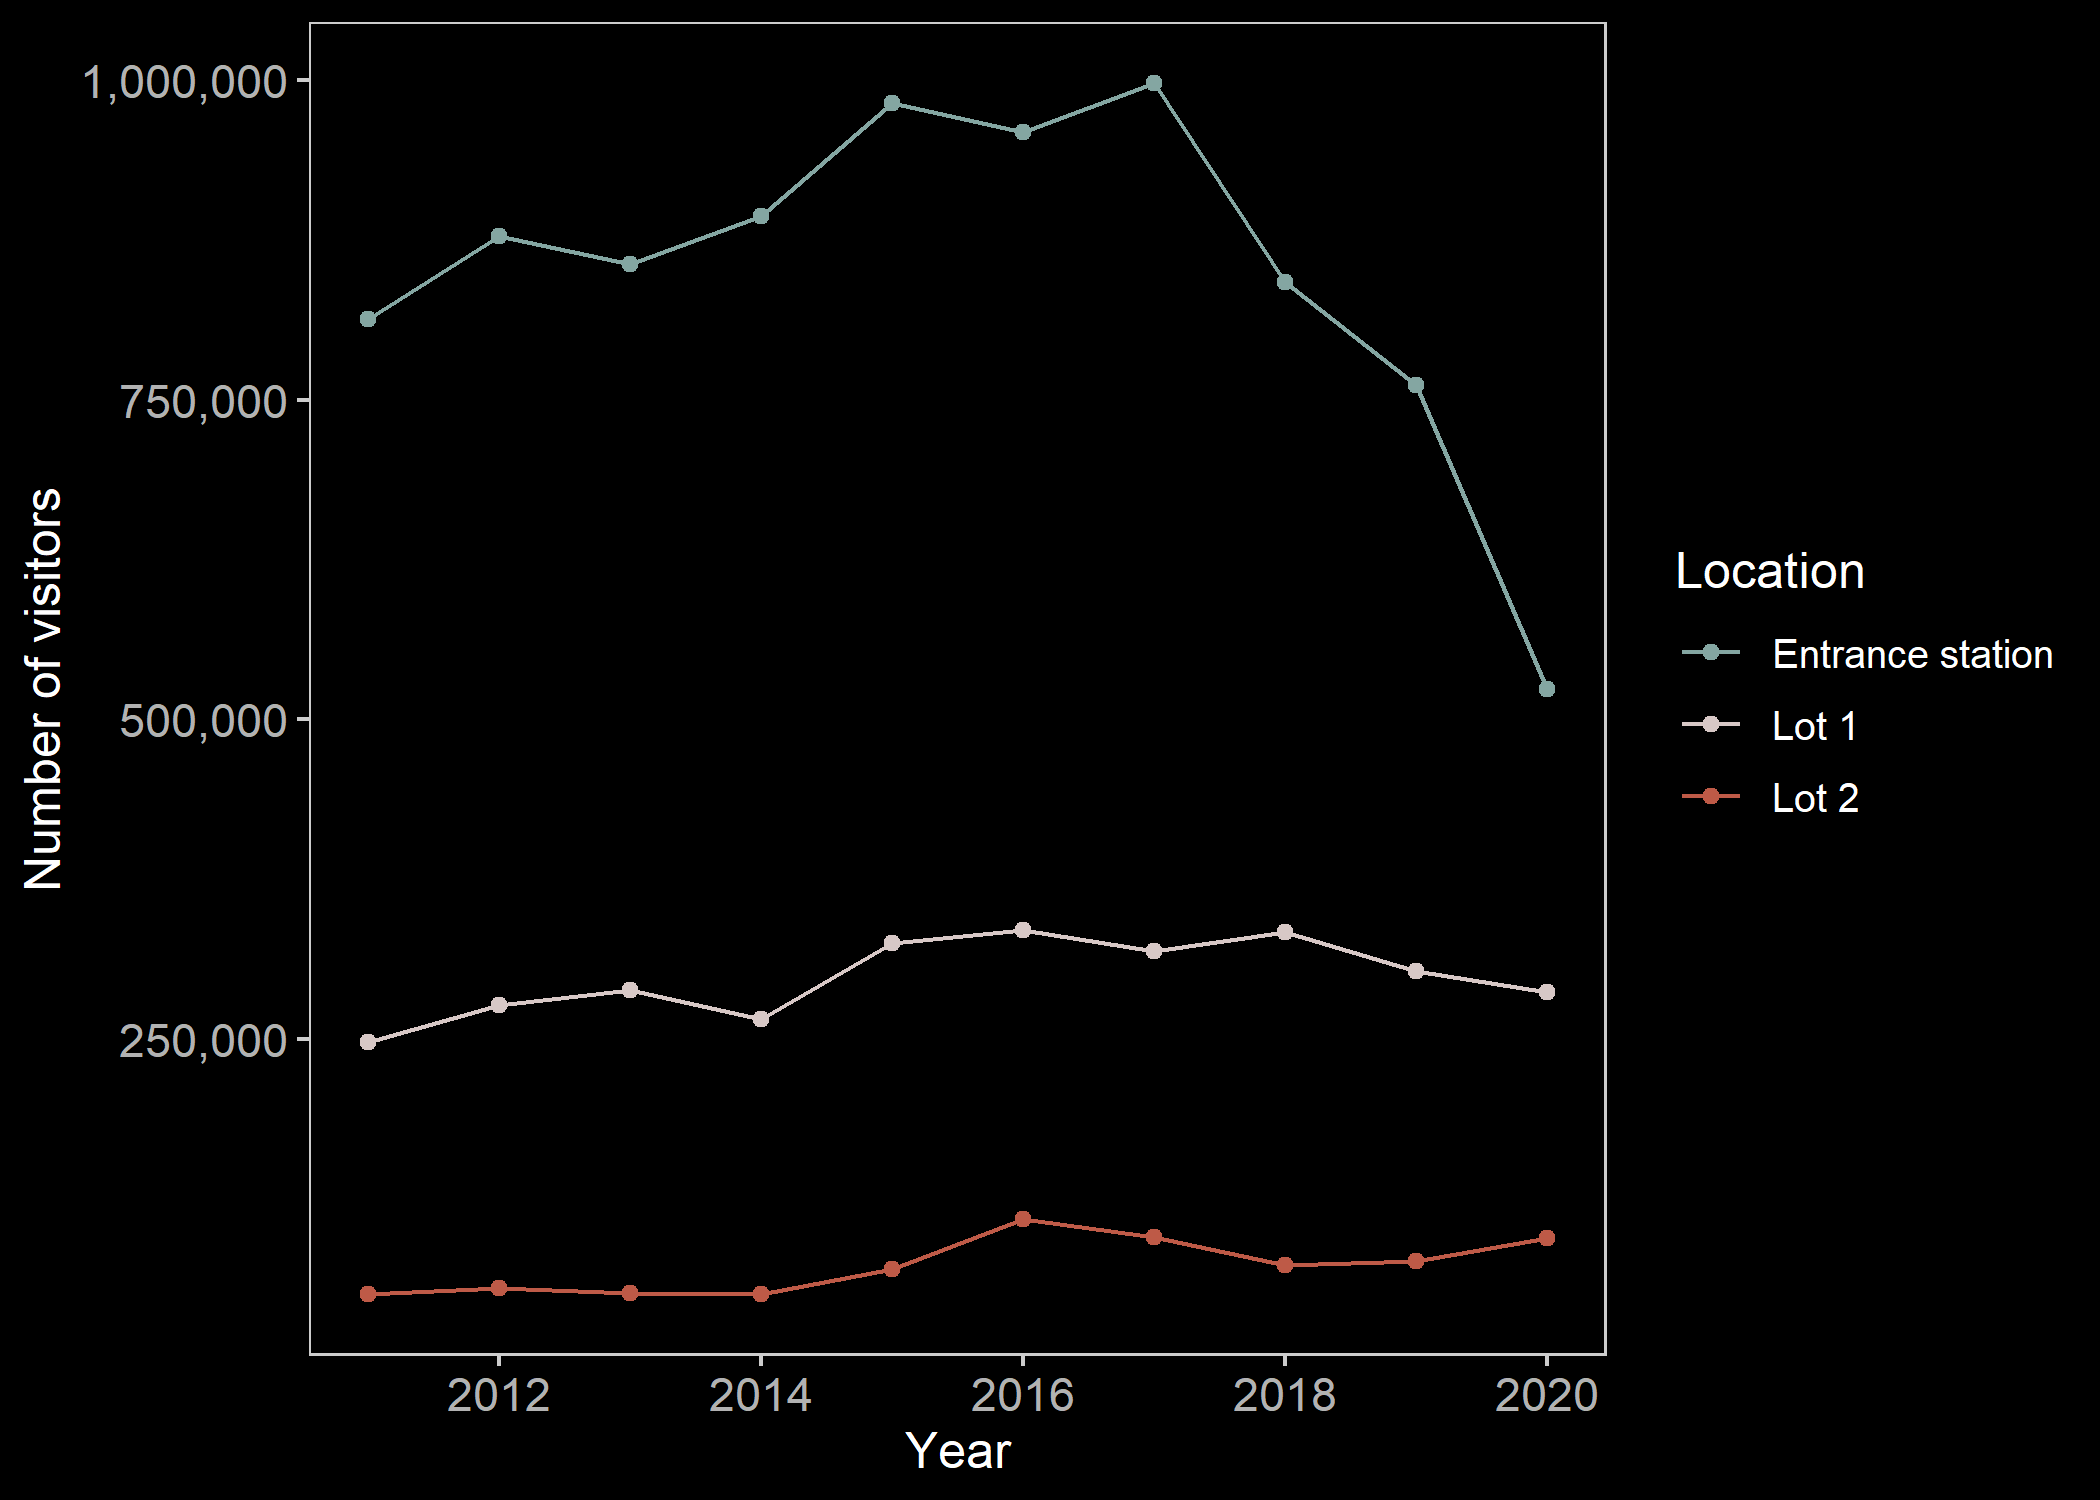 1,000,000
750,000
500,000
250,000
Number of visitors
2012 2014 2016 2018 2020
Year
Location
Entrance station
Lot 1
Lot 2